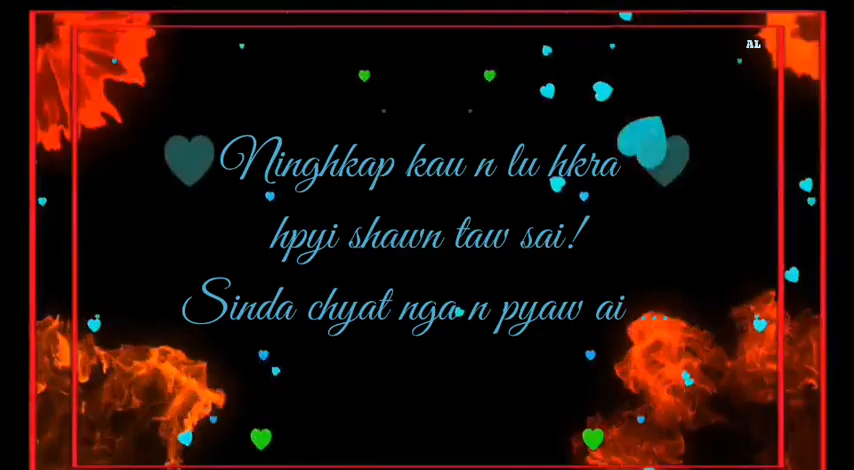 AL
Ninghkap kau n lu hkra
hpyi shawn taw sai!
Sinda chyat nga n pyaw ai ...